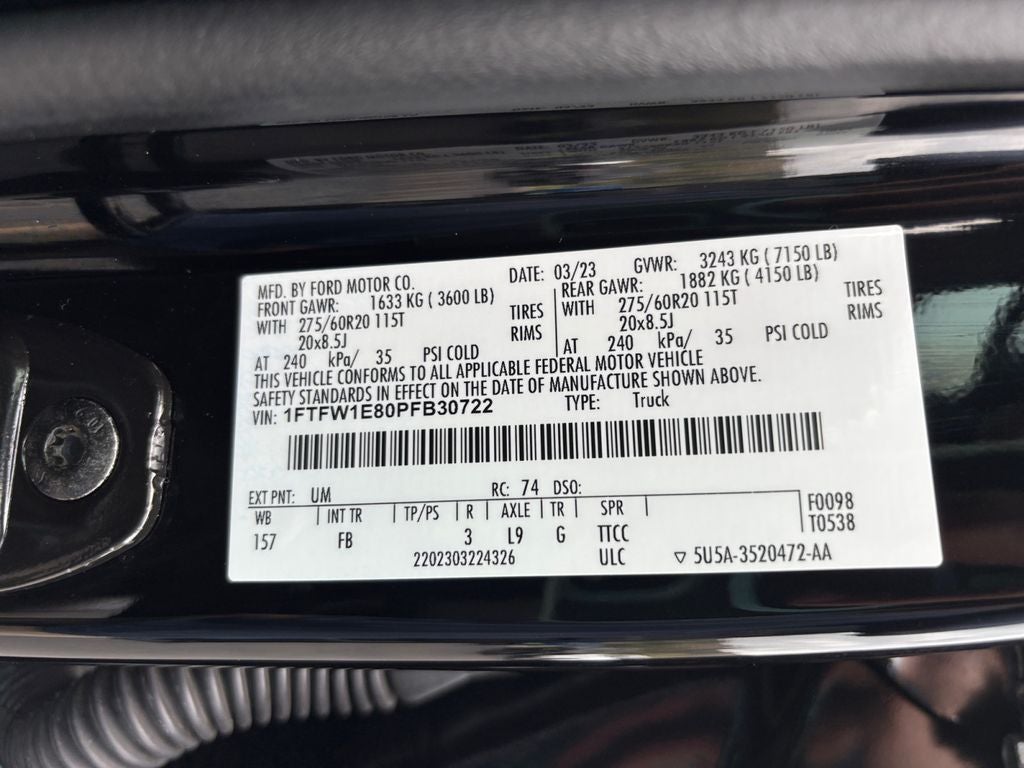 MFD. BY FORD MOTOR CO. DATE: 03/23 GVWR: 3243 KG ( 7150 LB)
FRONT GAWR: 1633 KG ( 3600 LB) REAR GAWR: 1882 KG ( 4150 LB)
WITH 275/60R20 115T TIRES WITH 275/60R20 115T TIRES
20x8.5J RIMS 20x8.5J RIMS
AT 240 kPa/ 35 PSI COLD AT 240 kPa/ 35 PSI COLD
THIS VEHICLE CONFORMS TO ALL APPLICABLE FEDERAL MOTOR VEHICLE
SAFETY STANDARDS IN EFFECT ON THE DATE OF MANUFACTURE SHOWN ABOVE.
VIN: 1FTFW1E80PFB30722 TYPE: Truck
EXT PNT: UM RC: 74 DSO:
WB INT TR TP/PS R AXLE TR SPR F0098
157 FB 3 L9 G TTCC T0538
2202303224326 ULC 5U5A-3520472-AA